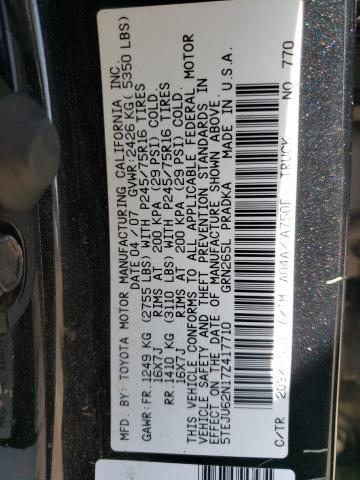 MFD. BY: TOYOTA MOTOR MANUFACTURING CALIFORNIA INC.
DATE 04 / 07 GVWR: 2426 KG( 5350 LBS)
GAWR:FR. 1249 KG (2755 LBS) WITH P245/75R16 TIRES
16X7J RIMS AT 200 KPA (29 PSI) COLD.
RR. 1410 KG (3110 LBS) WITH P245/75R16 TIRES
16X7J RIMS AT 200 KPA (29 PSI) COLD.
THIS VEHICLE CONFORMS TO ALL APPLICABLE FEDERAL MOTOR
VEHICLE SAFETY AND THEFT PREVENTION STANDARDS IN
EFFECT ON THE DATE OF MANUFACTURE SHOWN ABOVE.
5TEJU62N17Z417710 GRN265L PRADKA MADE IN U.S.A.
C/TR A04A/A750F TRUCK
NO 770